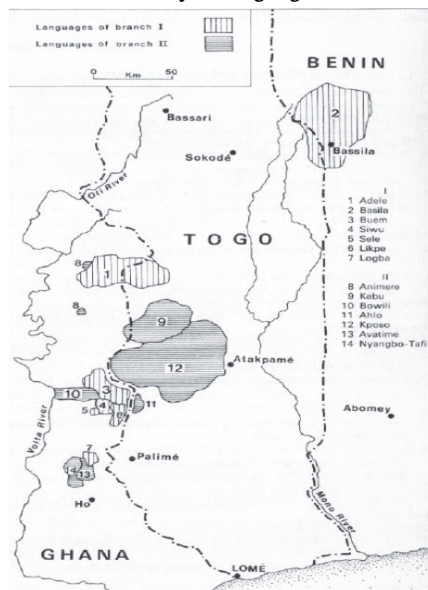 Languages of branch I
Languages of branch II
0 Km 50
BENIN
Bassari
2
Bassila
Sokodé
Oti River
TOGO
I
1 Adele
2 Basila
3 Buem
4 Siwu
5 Sele
6 Likpe
7 Logba
II
8 Animere
9 Kebu
10 Bowili
11 Ahlo
12 Kposo
13 Avatime
14 Nyangbo-Tafi
8
1
8
9
12
Atakpamé
10
3
4
5
6
11
Abomey
Volta River
7
14
13
Palimé
Ho
Mono River
GHANA
LOMÉ